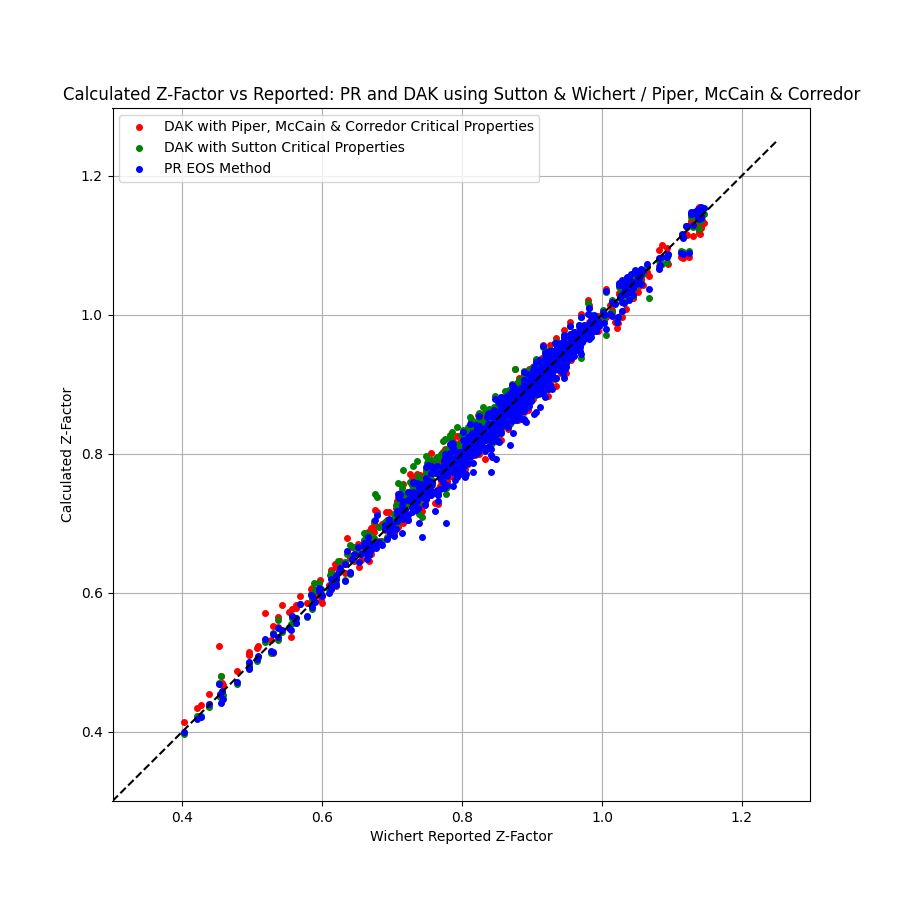 Calculated Z-Factor vs Reported: PR and DAK using Sutton & Wichert / Piper, McCain & Corredor
DAK with Piper, McCain & Corredor Critical Properties
DAK with Sutton Critical Properties
PR EOS Method
1.2
1.0
0.8
0.6
0.4
Calculated Z-Factor
0.4 0.6 0.8 1.0 1.2
Wichert Reported Z-Factor